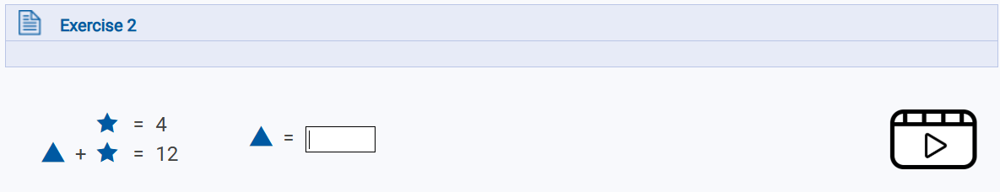 Exercise 2
★ = 4
▲ + ★ = 12
▲ =